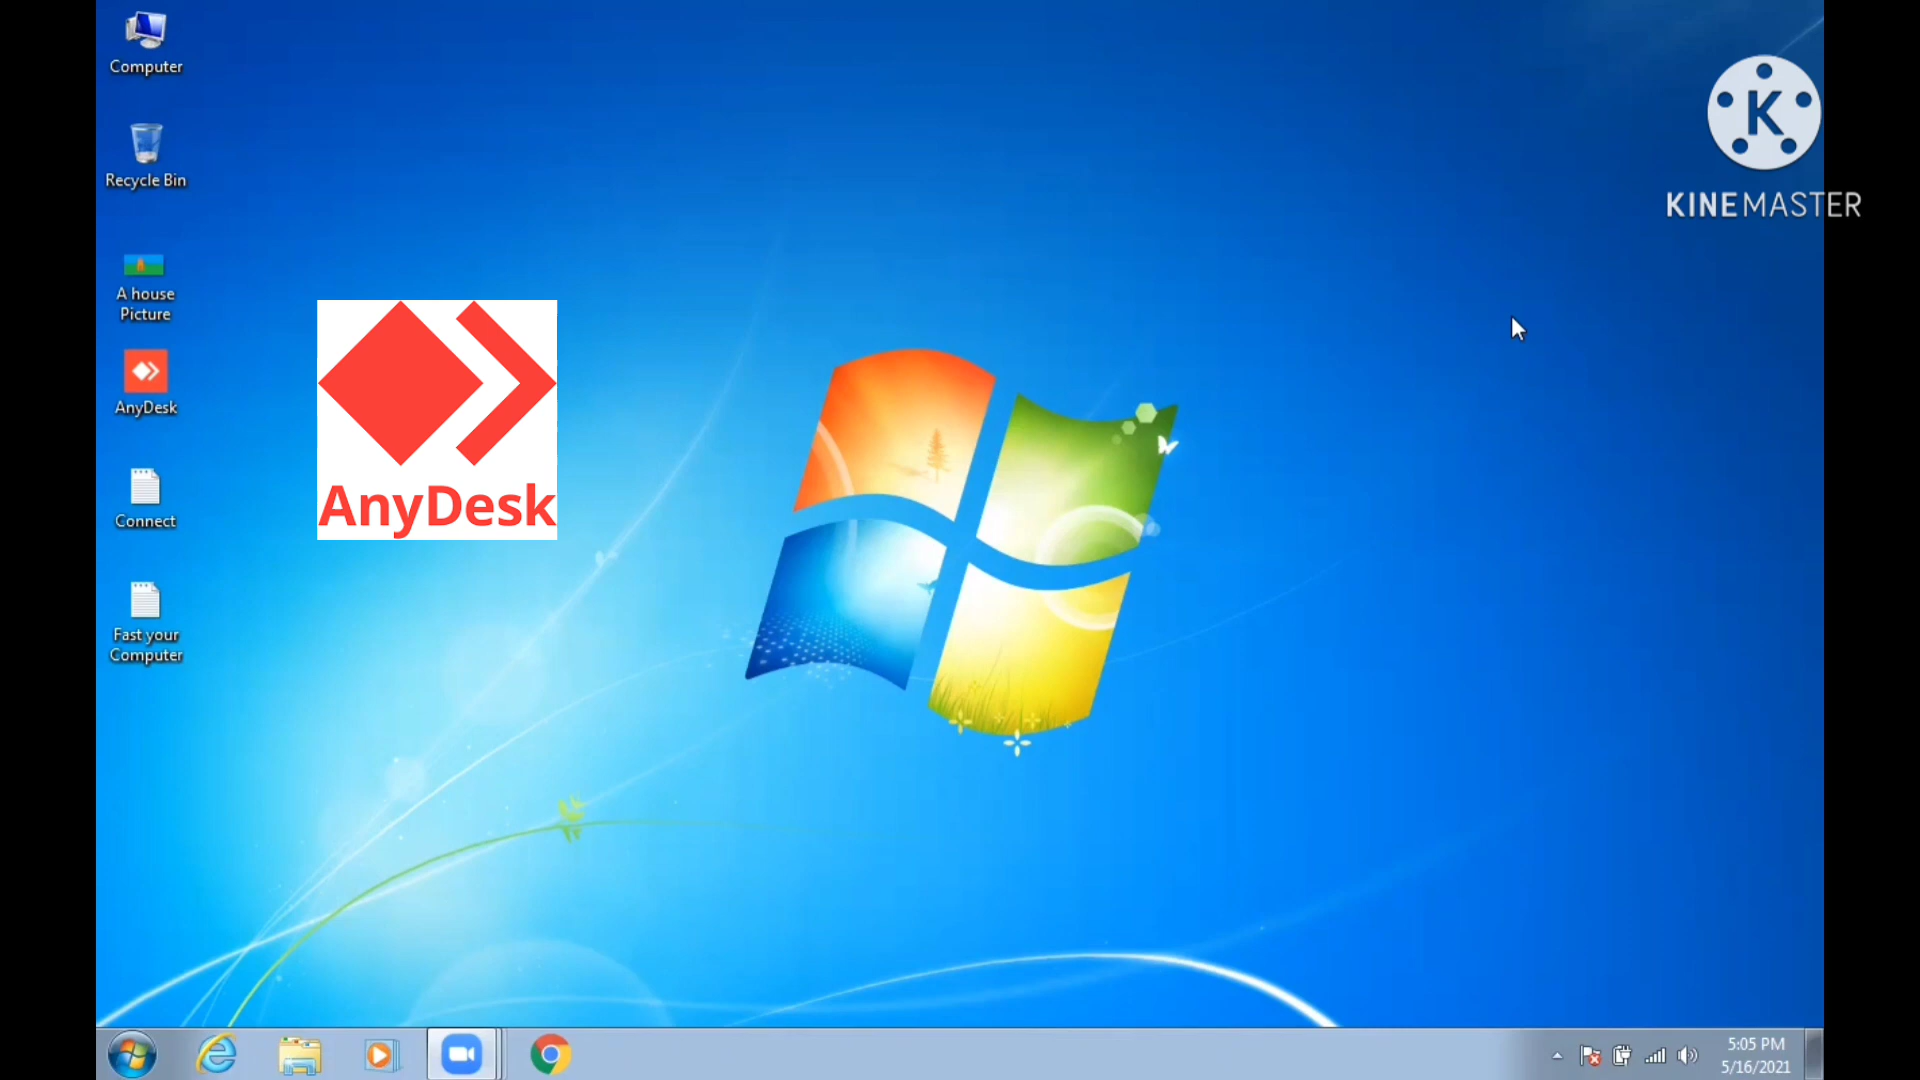 Computer
Recycle Bin
A house
Picture
AnyDesk
Connect
Fast your
Computer
AnyDesk
K
KINEMASTER
5:05 PM
5/16/2021